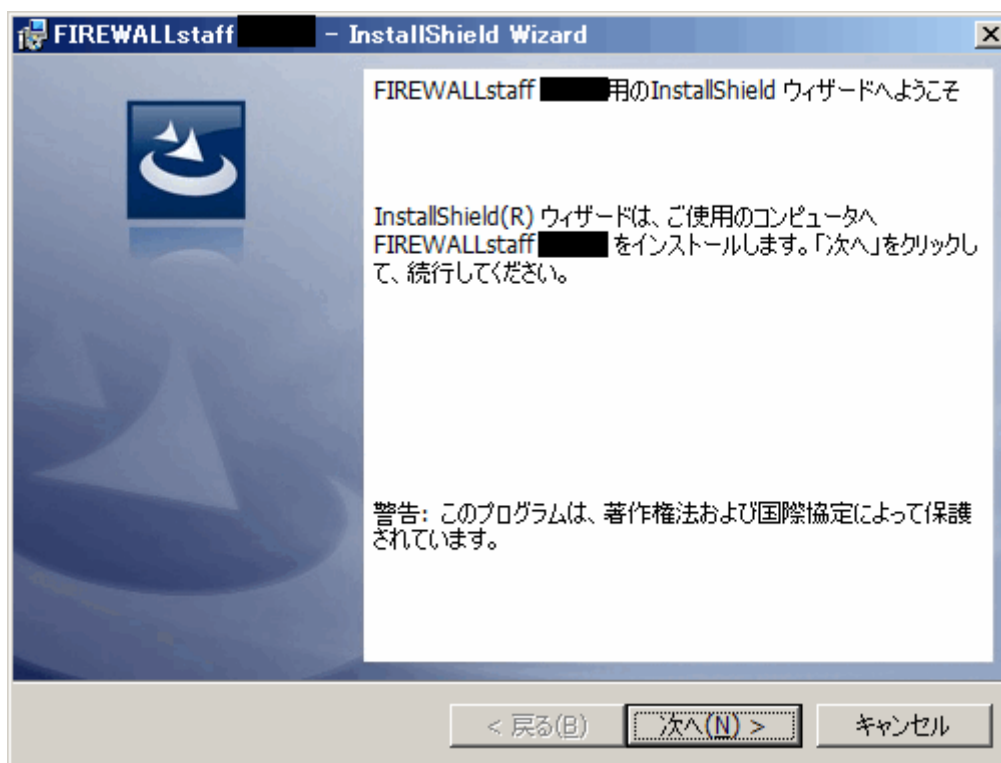 FIREWALLstaff - InstallShield Wizard
FIREWALLstaff 用のInstallShield ウィザードへようこそ
InstallShield(R) ウィザードは、ご使用のコンピュータへ
FIREWALLstaff をインストールします。「次へ」をクリックし
て、続行してください。
警告: このプログラムは、著作権法および国際協定によって保護
されています。
< 戻る(B)
次へ(N) >
キャンセル